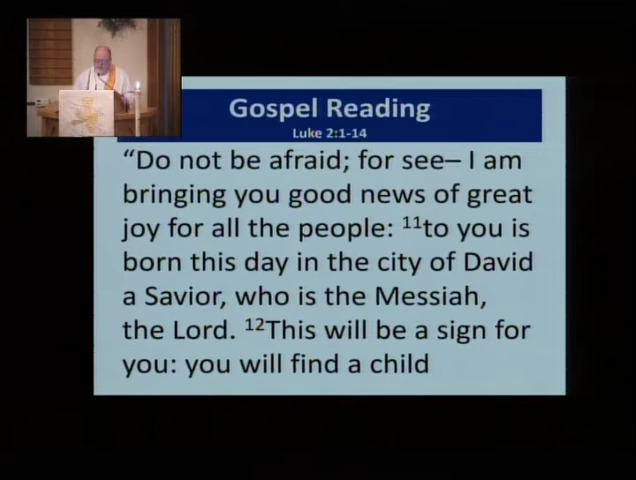 Gospel Reading
Luke 2:1-14
“Do not be afraid; for see– I am
bringing you good news of great
joy for all the people: ¹¹to you is
born this day in the city of David
a Savior, who is the Messiah,
the Lord. ¹²This will be a sign for
you: you will find a child